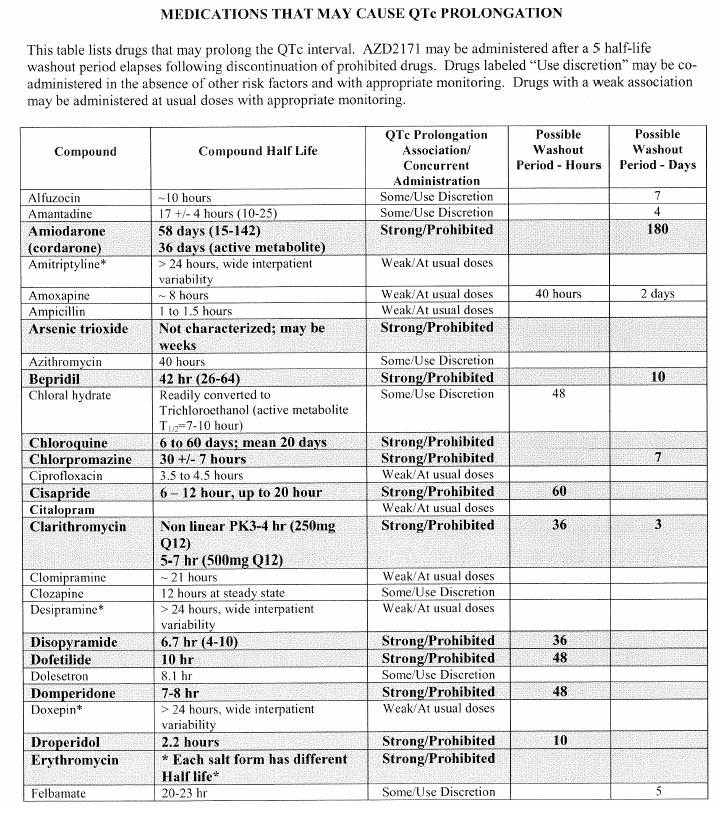 MEDICATIONS THAT MAY CAUSE QTc PROLONGATION
This table lists drugs that may prolong the QTc interval. AZD2171 may be administered after a 5 half-life
washout period elapses following discontinuation of prohibited drugs. Drugs labeled “Use discretion” may be co-
administered in the absence of other risk factors and with appropriate monitoring. Drugs with a weak association
may be administered at usual doses with appropriate monitoring.
Compound Compound Half Life QTc Prolongation Association/ Concurrent Administration Possible Washout Period - Hours Possible Washout Period - Days
Alfuzocin ~10 hours Some/Use Discretion 7
Amantadine 17 +/- 4 hours (10-25) Some/Use Discretion 4
Amiodarone 58 days (15-142) Strong/Prohibited 180
(cordarone) 36 days (active metabolite)
Amitriptyline* > 24 hours, wide interpatient Weak/At usual doses
variability
Amoxapine ~ 8 hours Weak/At usual doses 40 hours 2 days
Ampicillin 1 to 1.5 hours Weak/At usual doses
Arsenic trioxide Not characterized; may be Strong/Prohibited
weeks
Azithromycin 40 hours Some/Use Discretion
Bepridil 42 hr (26-64) Strong/Prohibited 10
Chloral hydrate Readily converted to Some/Use Discretion 48
Trichloroethanol (active metabolite
T1/2=7-10 hour)
Chloroquine 6 to 60 days; mean 20 days Strong/Prohibited
Chlorpromazine 30 +/- 7 hours Strong/Prohibited 7
Ciprofloxacin 3.5 to 4.5 hours Weak/At usual doses
Cisapride 6 – 12 hour, up to 20 hour Strong/Prohibited 60
Citalopram Weak/At usual doses
Clarithromycin Non linear PK3-4 hr (250mg Strong/Prohibited 36 3
Q12)
5-7 hr (500mg Q12)
Clomipramine ~ 21 hours Weak/At usual doses
Clozapine 12 hours at steady state Some/Use Discretion
Desipramine* > 24 hours, wide interpatient Weak/At usual doses
variability
Disopyramide 6.7 hr (4-10) Strong/Prohibited 36
Dofetilide 10 hr Strong/Prohibited 48
Dolesetron 8.1 hr Some/Use Discretion
Domperidone 7-8 hr Strong/Prohibited 48
Doxepin* > 24 hours, wide interpatient Weak/At usual doses
variability
Droperidol 2.2 hours Strong/Prohibited 10
Erythromycin * Each salt form has different Strong/Prohibited
Half life*
Felbamate 20-23 hr Some/Use Discretion 5